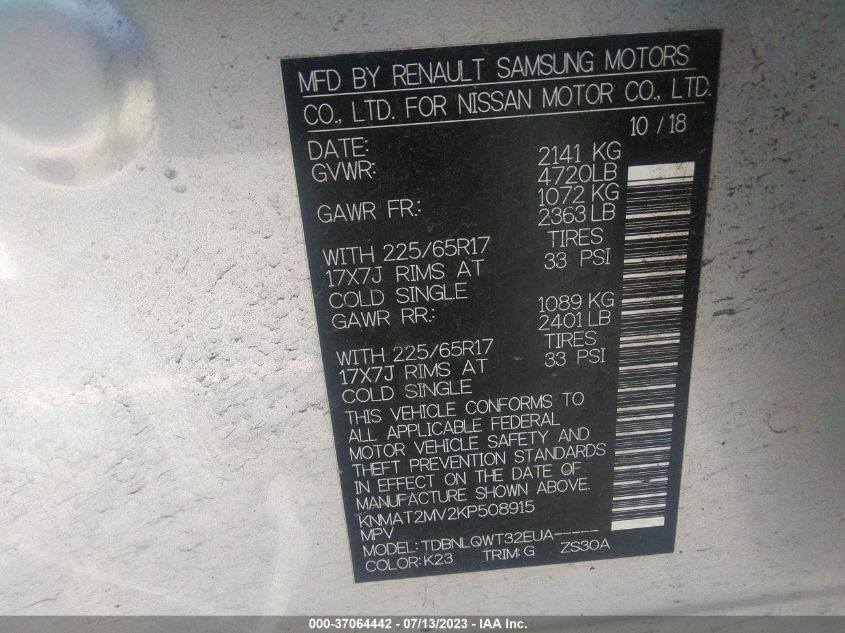 MFD BY RENAULT SAMSUNG MOTORS
CO., LTD. FOR NISSAN MOTOR CO., LTD.
DATE: 10 / 18
GVWR: 2141 KG
4720LB
GAWR FR.: 1072 KG
2363 LB
WITH 225/65R17 TIRES
17X7J RIMS AT 33 PSI
COLD SINGLE
GAWR RR.: 1089 KG
2401 LB
WITH 225/65R17 TIRES
17X7J RIMS AT 33 PSI
COLD SINGLE
THIS VEHICLE CONFORMS TO
ALL APPLICABLE FEDERAL
MOTOR VEHICLE SAFETY AND
THEFT PREVENTION STANDARDS
IN EFFECT ON THE DATE OF
MANUFACTURE SHOWN ABOVE.
KNMAT2MV2KP508915
MPV
MODEL: TDBNLQWT32EUA-----
COLOR: K23 TRIM: G ZS30A
000-37064442 - 07/13/2023 - IAA Inc.